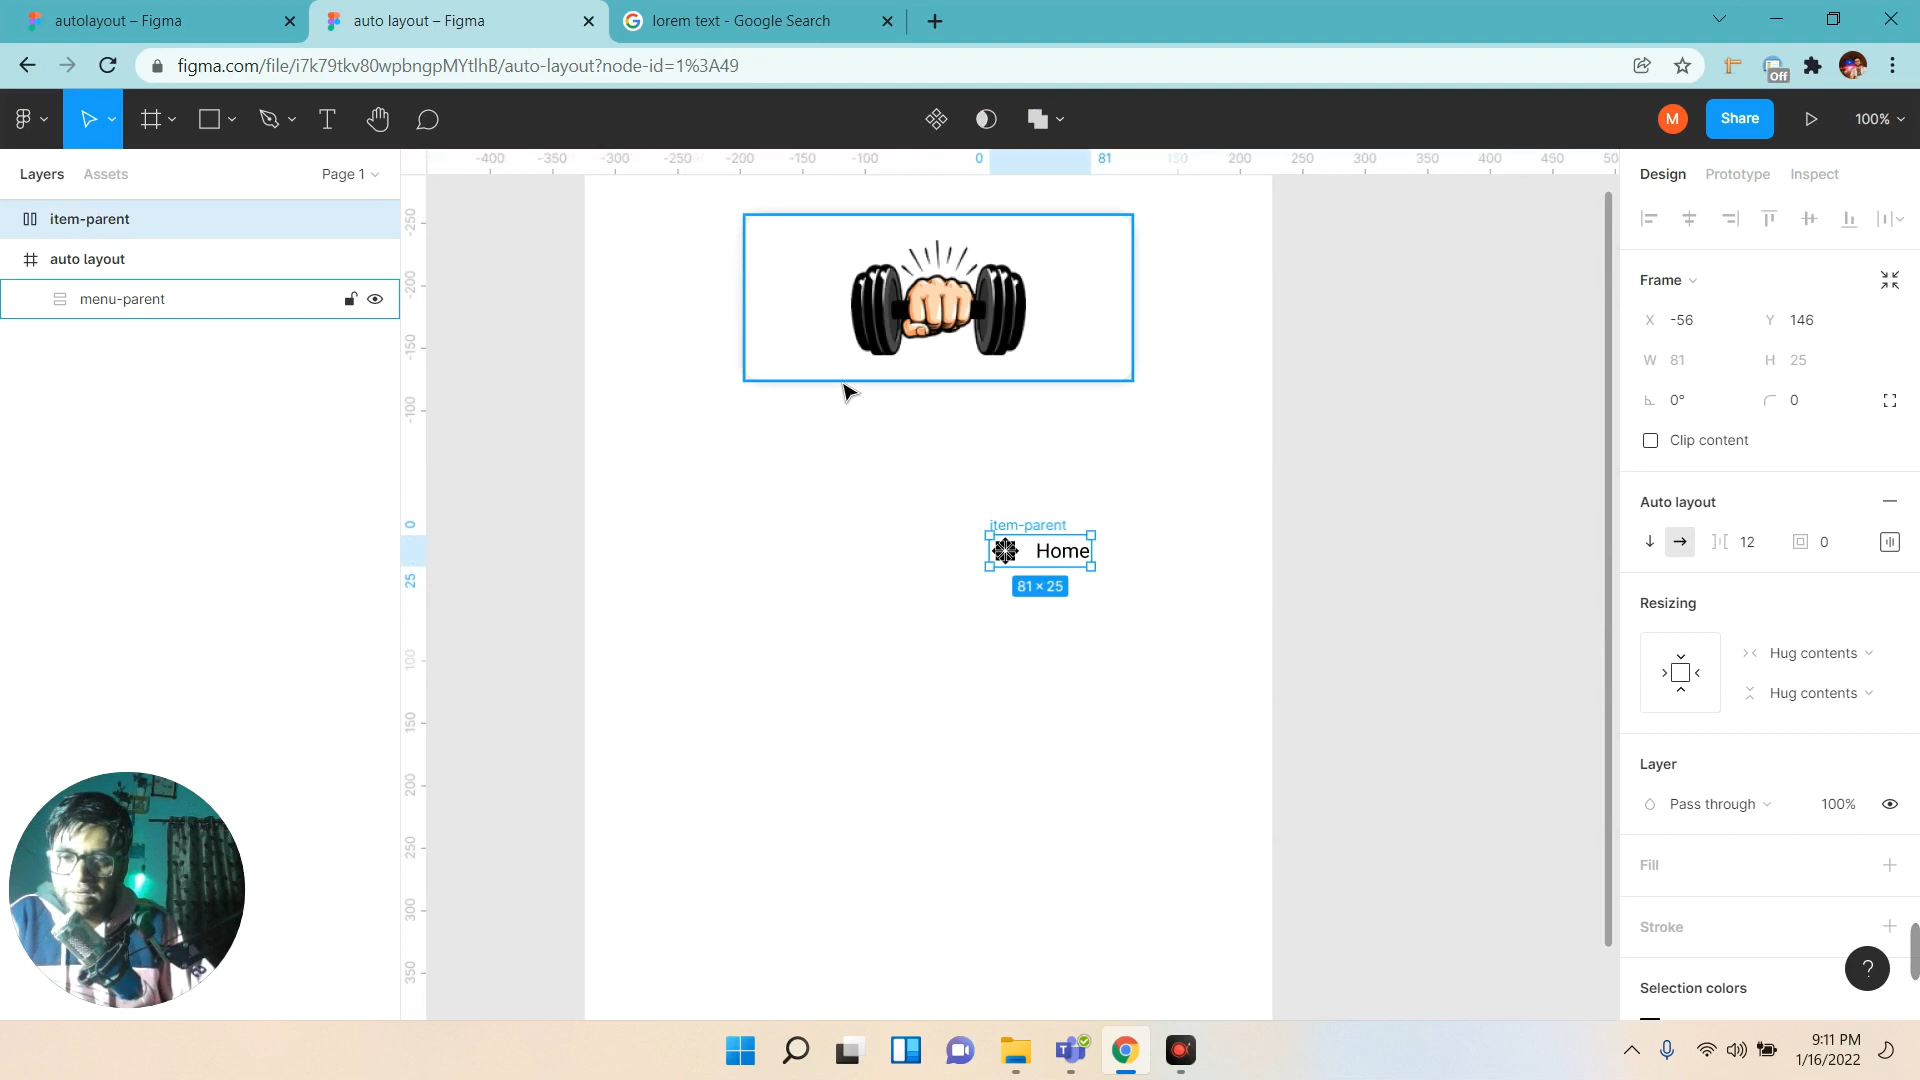 autolayout – Figma
auto layout – Figma
lorem text - Google Search
figma.com/file/i7k79tkv80wpbngpMYtlhB/auto-layout?node-id=1%3A49
Off
M
Share
100%
Layers
Assets
Page 1
-400 -350 -300 -250 -200 -150 -100 0 81 150 200 250 300 350 400 450 50
Design
Prototype
Inspect
item-parent
auto layout
menu-parent
-250
-200
-150
-100
0
25
100
150
200
250
300
350
item-parent
Home
81 × 25
Frame
X -56
Y 146
W 81
H 25
0°
0
Clip content
Auto layout
12
0
Resizing
Hug contents
Hug contents
Layer
Pass through
100%
Fill
Stroke
?
Selection colors
9:11 PM
1/16/2022